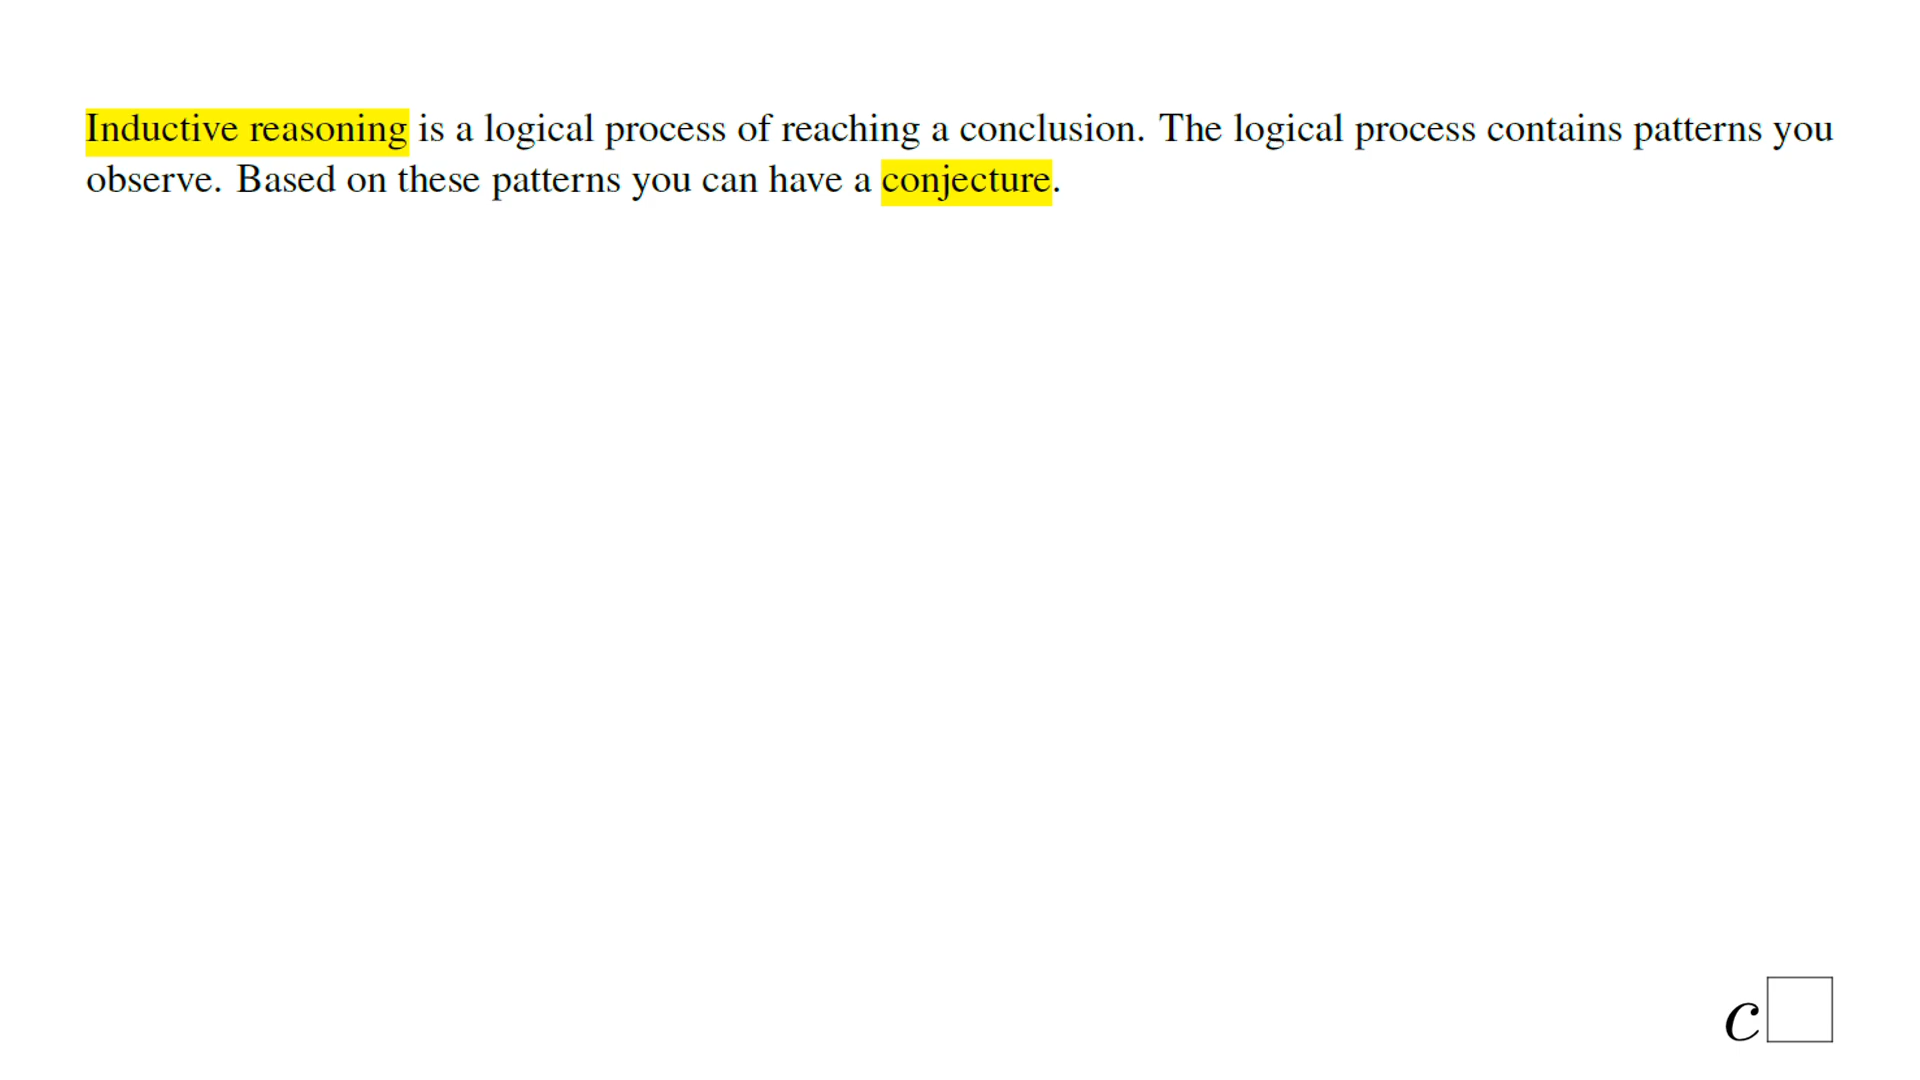 Inductive reasoning is a logical process of reaching a conclusion. The logical process contains patterns you
observe. Based on these patterns you can have a conjecture.
c